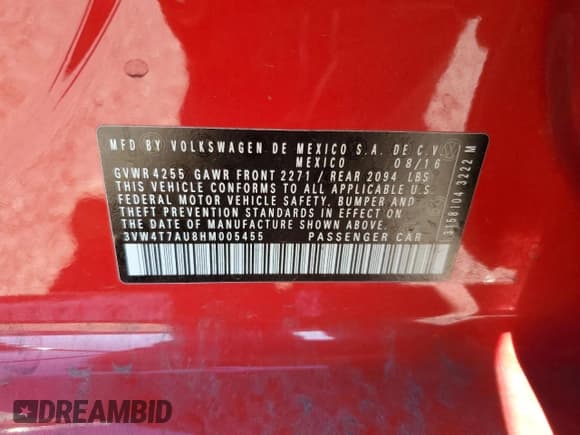 MFD BY VOLKSWAGEN DE MEXICO S.A. DE C.V.
MEXICO 08/16
GVWR 4255 GAWR FRONT 2271 / REAR 2094 LBS
THIS VEHICLE CONFORMS TO ALL APPLICABLE U.S.
FEDERAL MOTOR VEHICLE SAFETY, BUMPER AND
THEFT PREVENTION STANDARDS IN EFFECT ON
THE DATE OF MANUFACTURE SHOWN ABOVE.
3VW4T7AU8HM005455 PASSENGER CAR
3158104 3222 M
DREAMBID